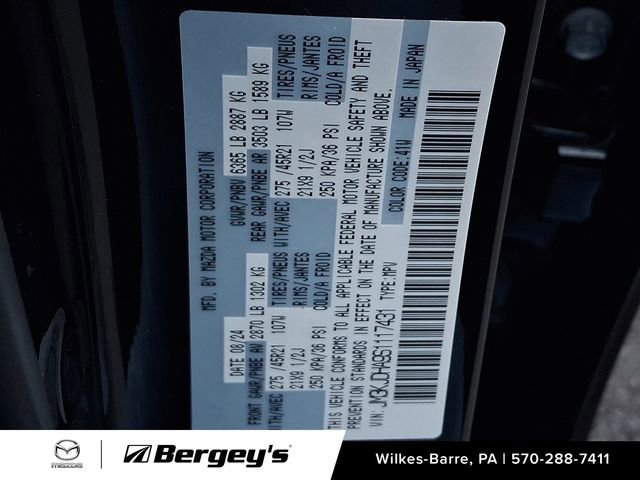 MFD. BY MAZDA MOTOR CORPORATION
DATE 08/24 GVWR/PNBV 6365 LB 2887 KG
FRONT GAWR/PNBE AV 2870 LB 1302 KG REAR GAWR/PNBE AR 3503 LB 1589 KG
WITH/AVEC 275 /45R21 107W TIRES/PNEUS WITH/AVEC 275 /45R21 107W TIRES/PNEUS
21X9 1/2J RIMS/JANTES 21X9 1/2J RIMS/JANTES
250 KPA/36 PSI COLD/A FROID 250 KPA/36 PSI COLD/A FROID
THIS VEHICLE CONFORMS TO ALL APPLICABLE FEDERAL MOTOR VEHICLE SAFETY AND THEFT
PREVENTION STANDARDS IN EFFECT ON THE DATE OF MANUFACTURE SHOWN ABOVE.
VIN: JM3KJDHA9S1117431 TYPE:MPV COLOR CODE:41W MADE IN JAPAN
mazda Bergey's Wilkes-Barre, PA | 570-288-7411